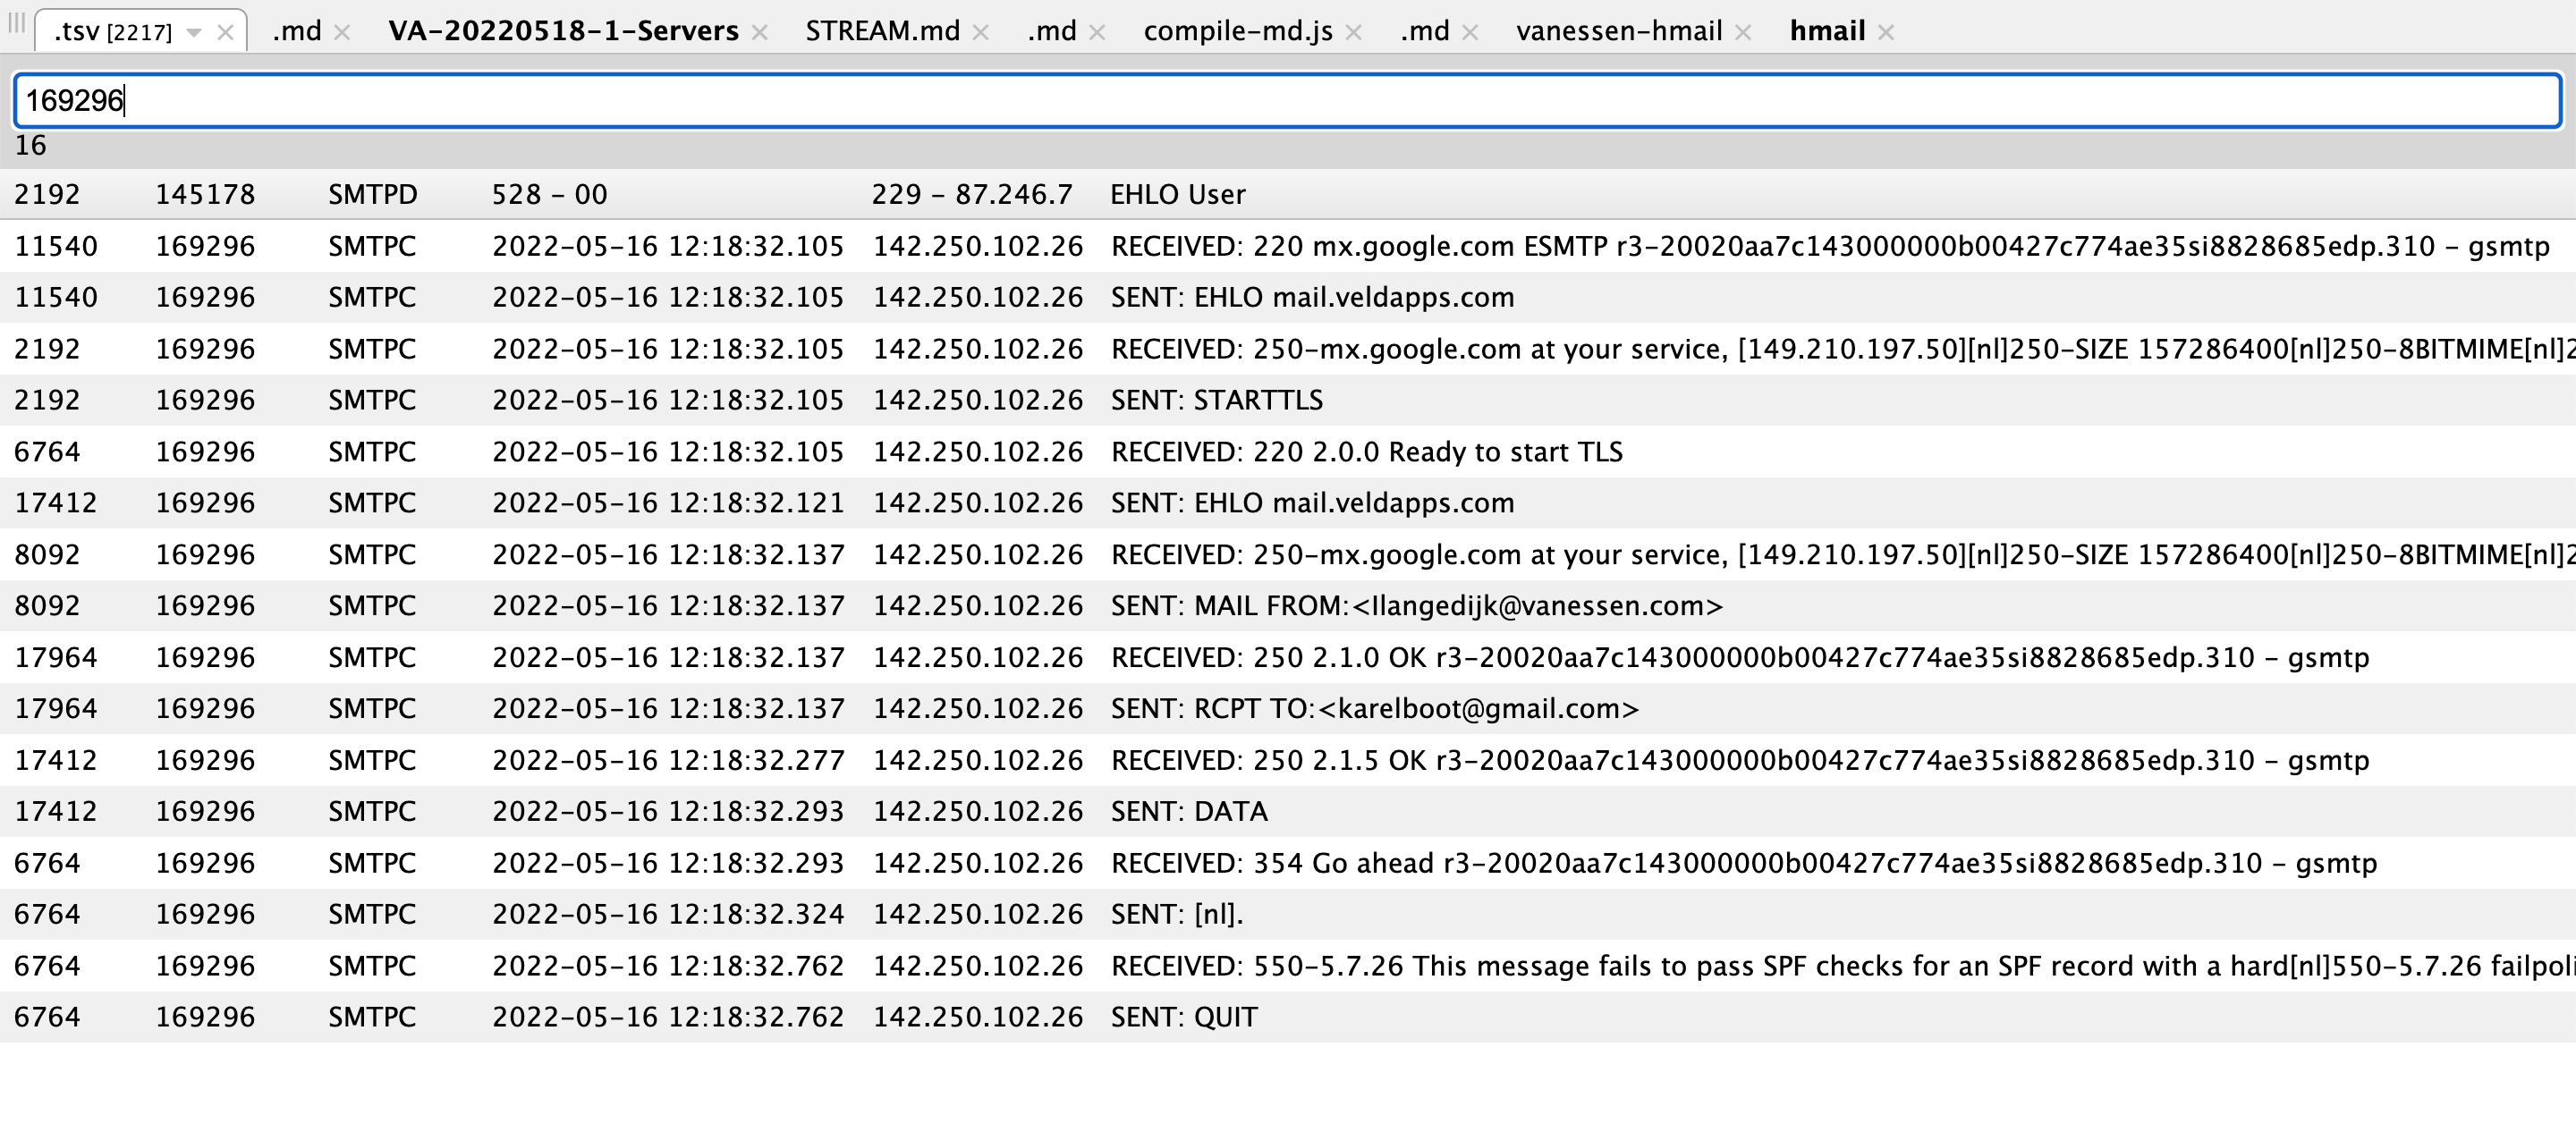 .tsv [2217] .md VA-20220518-1-Servers STREAM.md .md compile-md.js .md vanessen-hmail hmail
169296
16
2192 145178 SMTPD 528 - 00 229 - 87.246.7 EHLO User
11540 169296 SMTPC 2022-05-16 12:18:32.105 142.250.102.26 RECEIVED: 220 mx.google.com ESMTP r3-20020aa7c143000000b00427c774ae35si8828685edp.310 - gsmtp
11540 169296 SMTPC 2022-05-16 12:18:32.105 142.250.102.26 SENT: EHLO mail.veldapps.com
2192 169296 SMTPC 2022-05-16 12:18:32.105 142.250.102.26 RECEIVED: 250-mx.google.com at your service, [149.210.197.50][nl]250-SIZE 157286400[nl]250-8BITMIME[nl]2
2192 169296 SMTPC 2022-05-16 12:18:32.105 142.250.102.26 SENT: STARTTLS
6764 169296 SMTPC 2022-05-16 12:18:32.105 142.250.102.26 RECEIVED: 220 2.0.0 Ready to start TLS
17412 169296 SMTPC 2022-05-16 12:18:32.121 142.250.102.26 SENT: EHLO mail.veldapps.com
8092 169296 SMTPC 2022-05-16 12:18:32.137 142.250.102.26 RECEIVED: 250-mx.google.com at your service, [149.210.197.50][nl]250-SIZE 157286400[nl]250-8BITMIME[nl]2
8092 169296 SMTPC 2022-05-16 12:18:32.137 142.250.102.26 SENT: MAIL FROM:<Ilangedijk@vanessen.com>
17964 169296 SMTPC 2022-05-16 12:18:32.137 142.250.102.26 RECEIVED: 250 2.1.0 OK r3-20020aa7c143000000b00427c774ae35si8828685edp.310 - gsmtp
17964 169296 SMTPC 2022-05-16 12:18:32.137 142.250.102.26 SENT: RCPT TO:<karelboot@gmail.com>
17412 169296 SMTPC 2022-05-16 12:18:32.277 142.250.102.26 RECEIVED: 250 2.1.5 OK r3-20020aa7c143000000b00427c774ae35si8828685edp.310 - gsmtp
17412 169296 SMTPC 2022-05-16 12:18:32.293 142.250.102.26 SENT: DATA
6764 169296 SMTPC 2022-05-16 12:18:32.293 142.250.102.26 RECEIVED: 354 Go ahead r3-20020aa7c143000000b00427c774ae35si8828685edp.310 - gsmtp
6764 169296 SMTPC 2022-05-16 12:18:32.324 142.250.102.26 SENT: [nl].
6764 169296 SMTPC 2022-05-16 12:18:32.762 142.250.102.26 RECEIVED: 550-5.7.26 This message fails to pass SPF checks for an SPF record with a hard[nl]550-5.7.26 failpoli
6764 169296 SMTPC 2022-05-16 12:18:32.762 142.250.102.26 SENT: QUIT